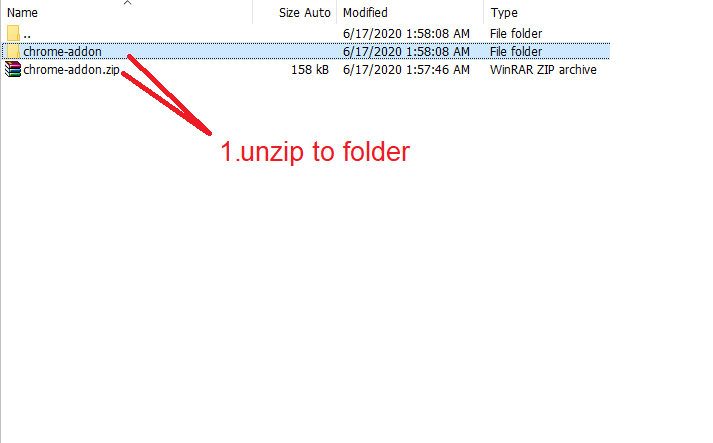 Name Size Auto Modified Type
.. 6/17/2020 1:58:08 AM File folder
chrome-addon 6/17/2020 1:58:08 AM File folder
chrome-addon.zip 158 kB 6/17/2020 1:57:46 AM WinRAR ZIP archive
1.unzip to folder